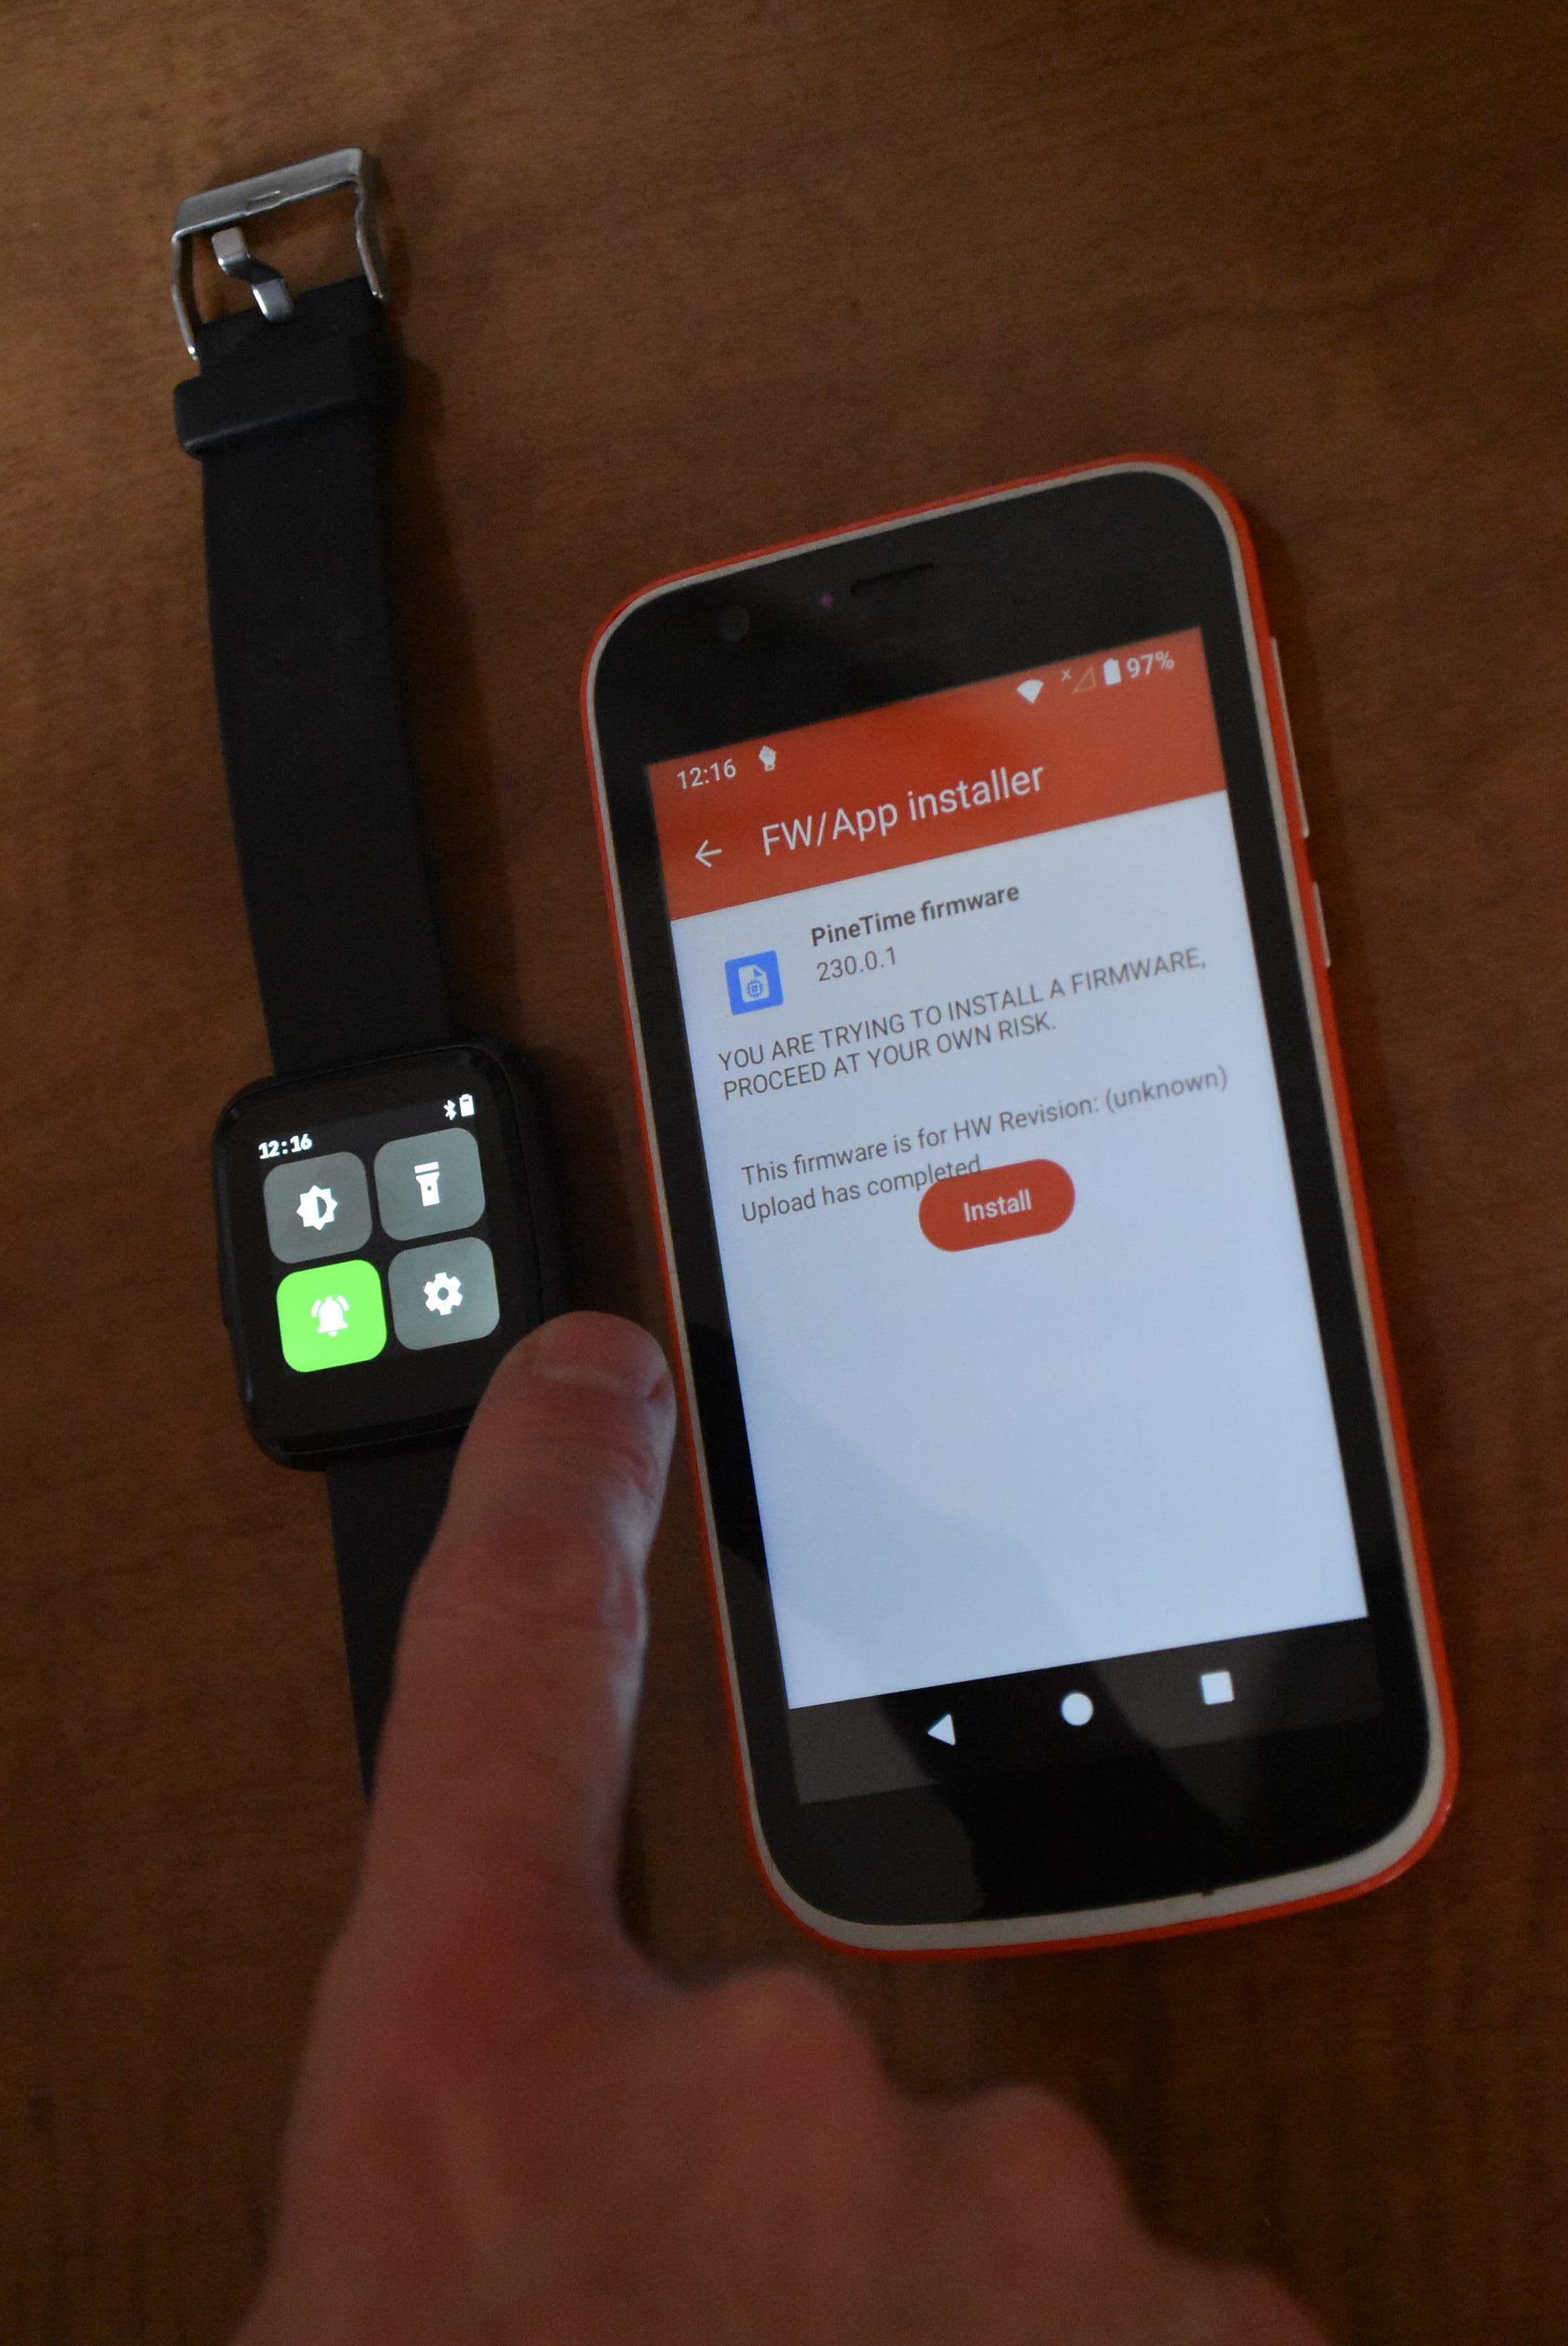 12:16
97%
FW/App installer
PineTime firmware
230.0.1
YOU ARE TRYING TO INSTALL A FIRMWARE,
PROCEED AT YOUR OWN RISK.
This firmware is for HW Revision: (unknown)
Upload has completed
Install
12:16